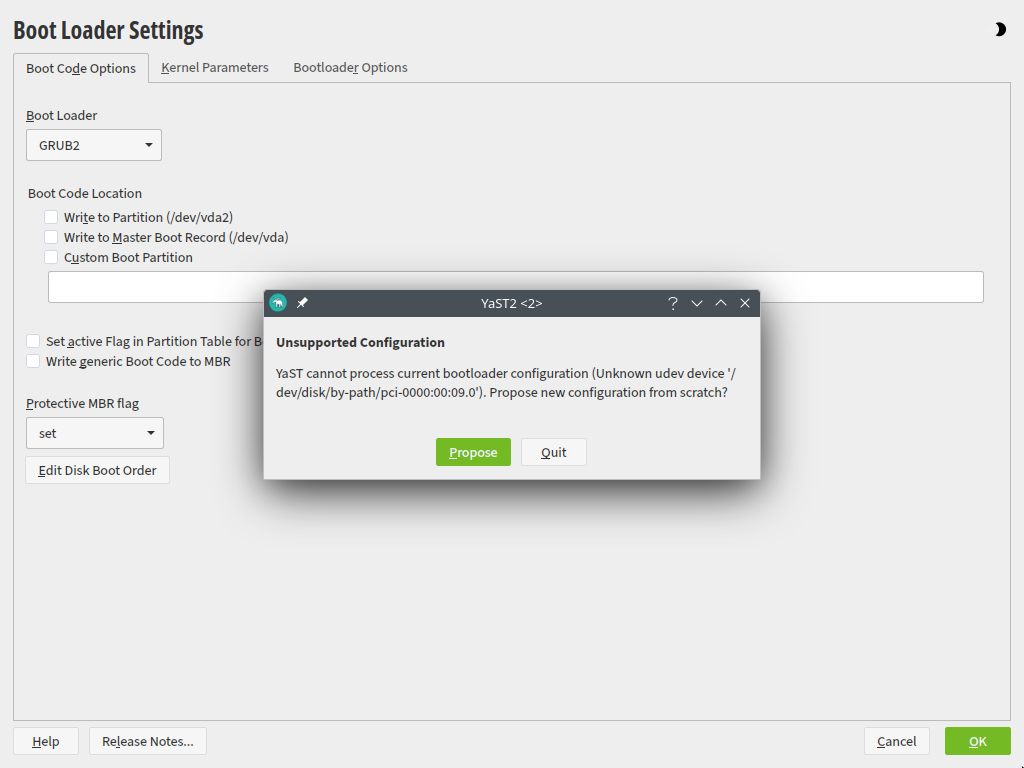 Boot Loader Settings
Boot Code Options
Kernel Parameters
Bootloader Options
Boot Loader
GRUB2
Boot Code Location
Write to Partition (/dev/vda2)
Write to Master Boot Record (/dev/vda)
Custom Boot Partition
Set active Flag in Partition Table for B
Write generic Boot Code to MBR
Protective MBR flag
set
Edit Disk Boot Order
YaST2 <2>
Unsupported Configuration
YaST cannot process current bootloader configuration (Unknown udev device '/
dev/disk/by-path/pci-0000:00:09.0'). Propose new configuration from scratch?
Propose
Quit
Help
Release Notes...
Cancel
OK